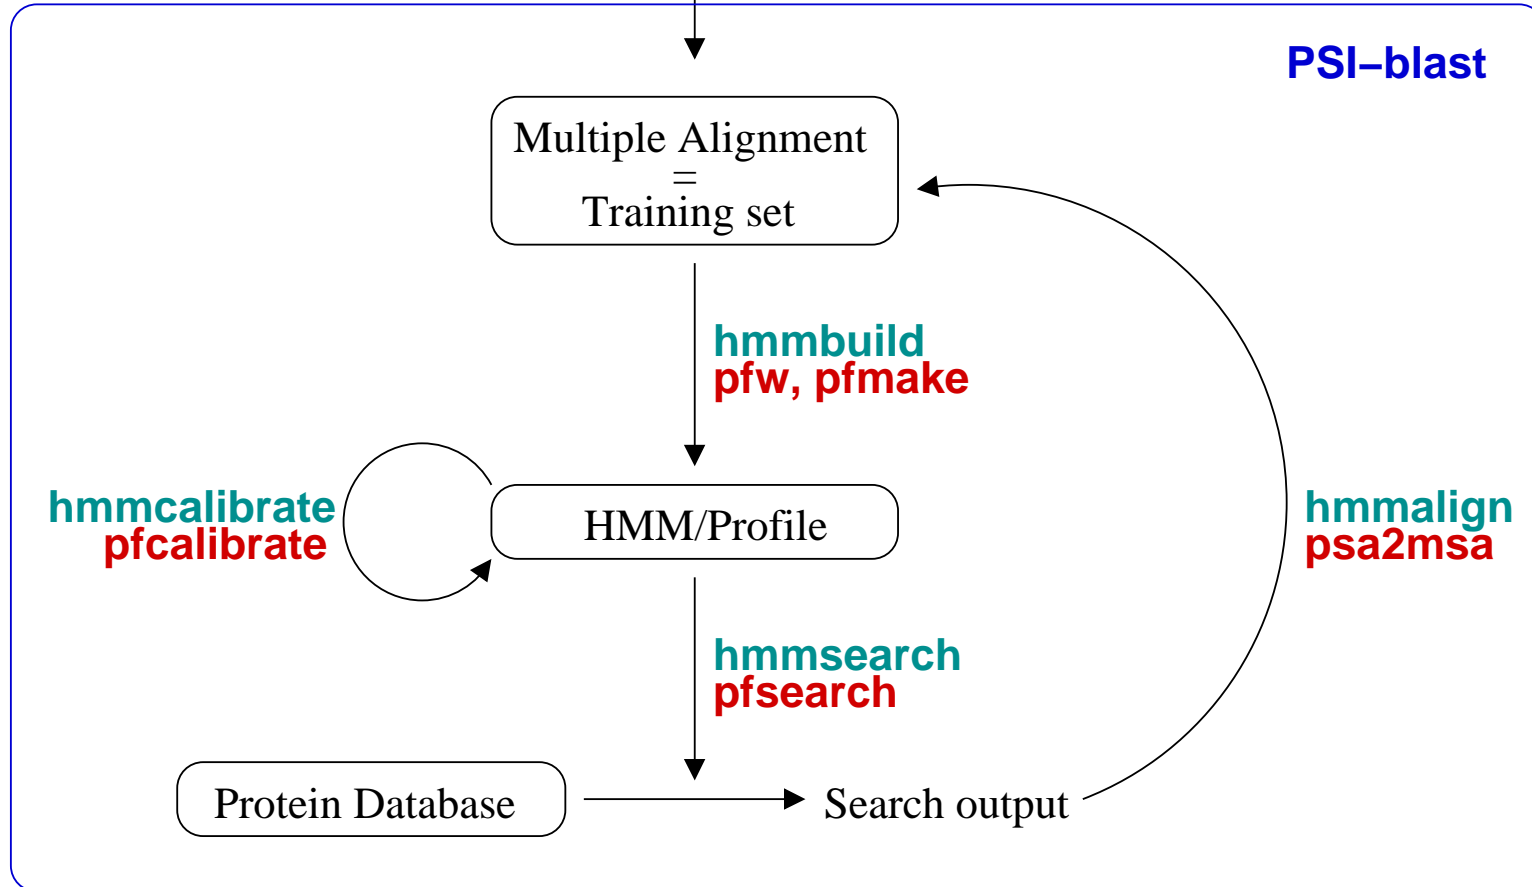 PSI–blast
Multiple Alignment
=
Training set
hmmbuild
pfw, pfmake
hmmcalibrate
pfcalibrate
HMM/Profile
hmmalign
psa2msa
hmmsearch
pfsearch
Protein Database
Search output